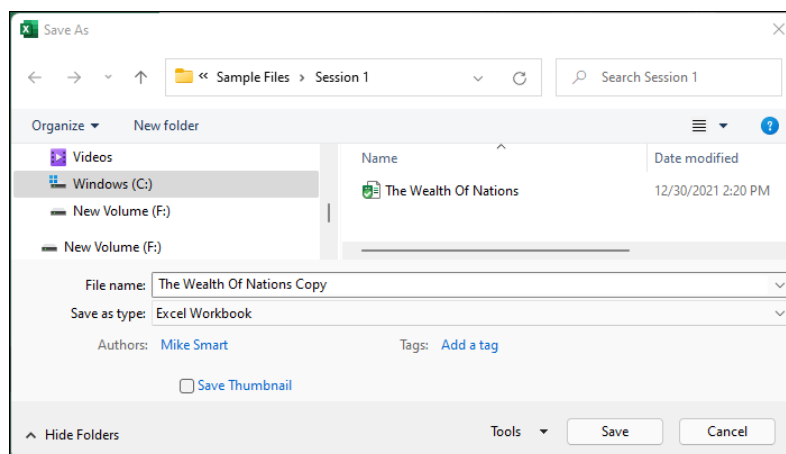 Save As
« Sample Files › Session 1
Search Session 1
Organize
New folder
Videos
Windows (C:)
New Volume (F:)
New Volume (F:)
Name
Date modified
The Wealth Of Nations
12/30/2021 2:20 PM
File name: The Wealth Of Nations Copy
Save as type: Excel Workbook
Authors: Mike Smart
Tags: Add a tag
Save Thumbnail
Hide Folders
Tools
Save
Cancel